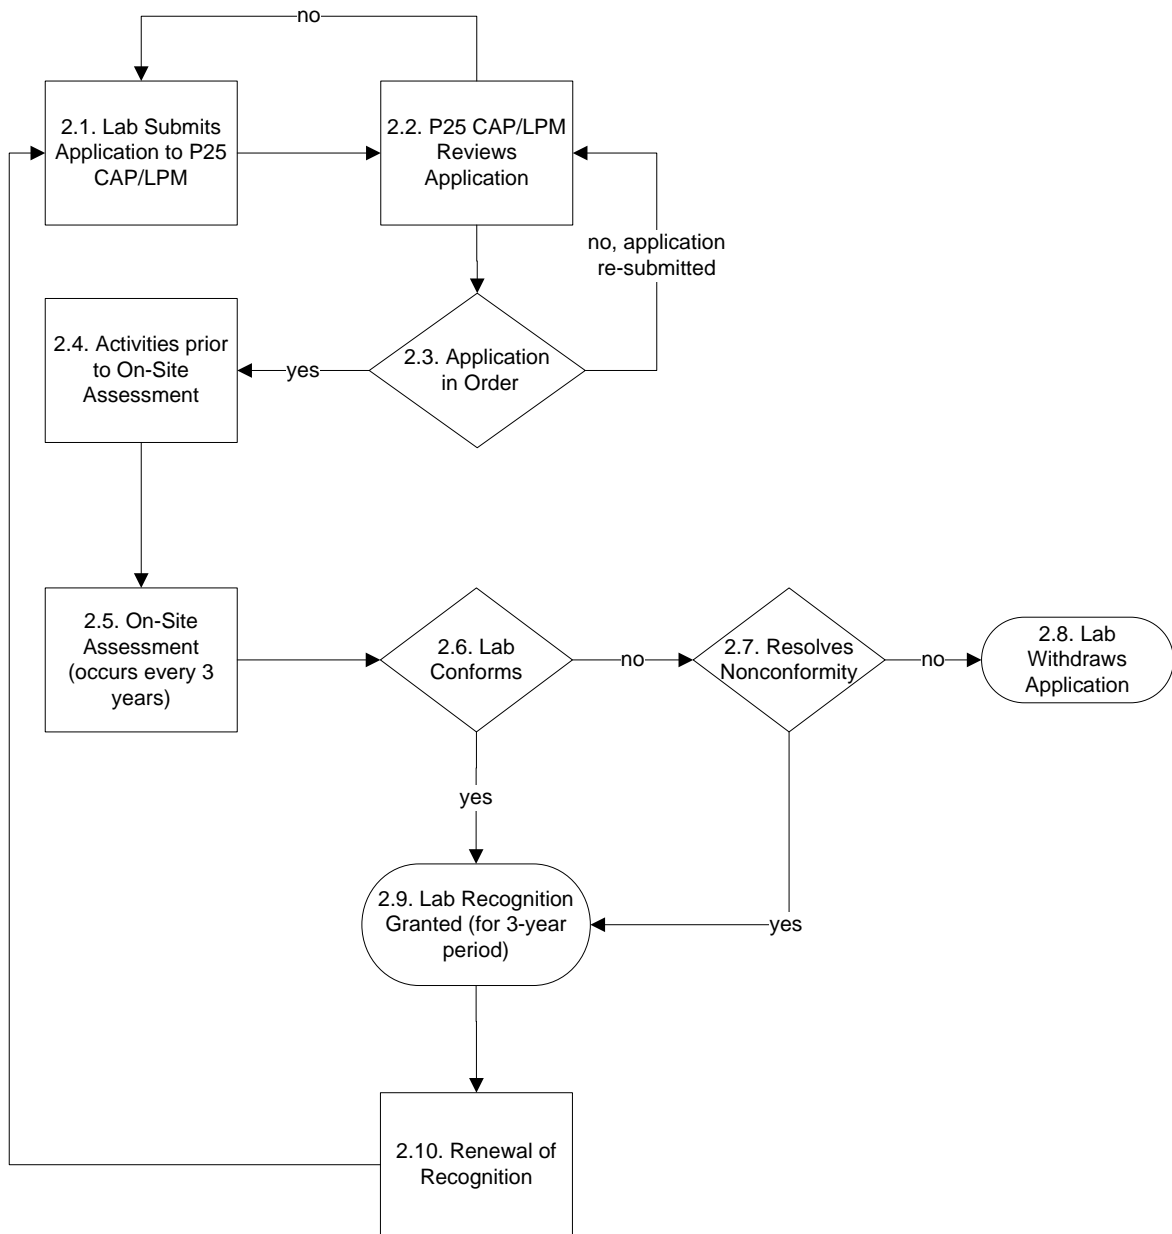 no
2.1. Lab Submits
Application to P25
CAP/LPM
2.2. P25 CAP/LPM
Reviews
Application
no, application
re-submitted
2.4. Activities prior
to On-Site
Assessment
yes
2.3. Application
in Order
2.5. On-Site
Assessment
(occurs every 3
years)
2.6. Lab
Conforms
no
2.7. Resolves
Nonconformity
no
2.8. Lab
Withdraws
Application
yes
2.9. Lab Recognition
Granted (for 3-year
period)
yes
2.10. Renewal of
Recognition